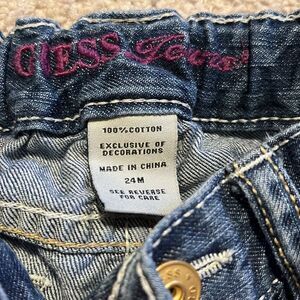 GUESS Jeans
100% COTTON
EXCLUSIVE OF
DECORATIONS
MADE IN CHINA
24M
SEE REVERSE
FOR CARE